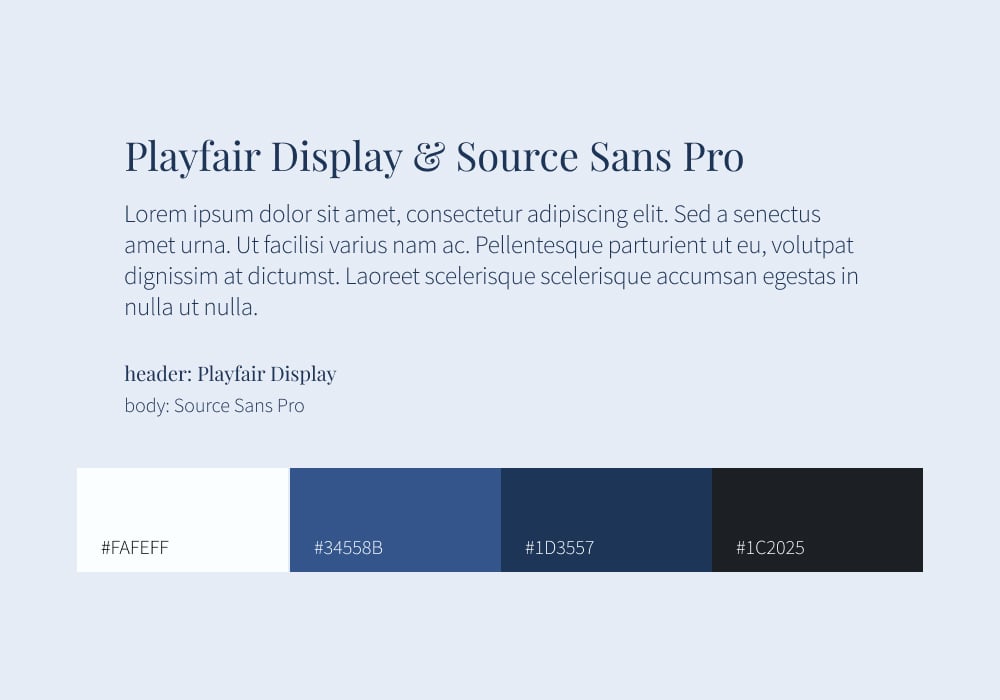 Playfair Display & Source Sans Pro
Lorem ipsum dolor sit amet, consectetur adipiscing elit. Sed a senectus
amet urna. Ut facilisi varius nam ac. Pellentesque parturient ut eu, volutpat
dignissim at dictumst. Laoreet scelerisque scelerisque accumsan egestas in
nulla ut nulla.
header: Playfair Display
body: Source Sans Pro
#FAFEFF
#34558B
#1D3557
#1C2025